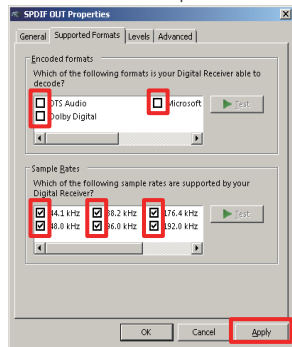 SPDIF OUT Properties
General Supported Formats Levels Advanced
Encoded formats
Which of the following formats is your Digital Receiver able to
decode?
DTS Audio Microsoft
Dolby Digital
Test
Sample Rates
Which of the following sample rates are supported by your
Digital Receiver?
44.1 kHz 88.2 kHz 176.4 kHz
48.0 kHz 96.0 kHz 192.0 kHz
Test
OK Cancel Apply